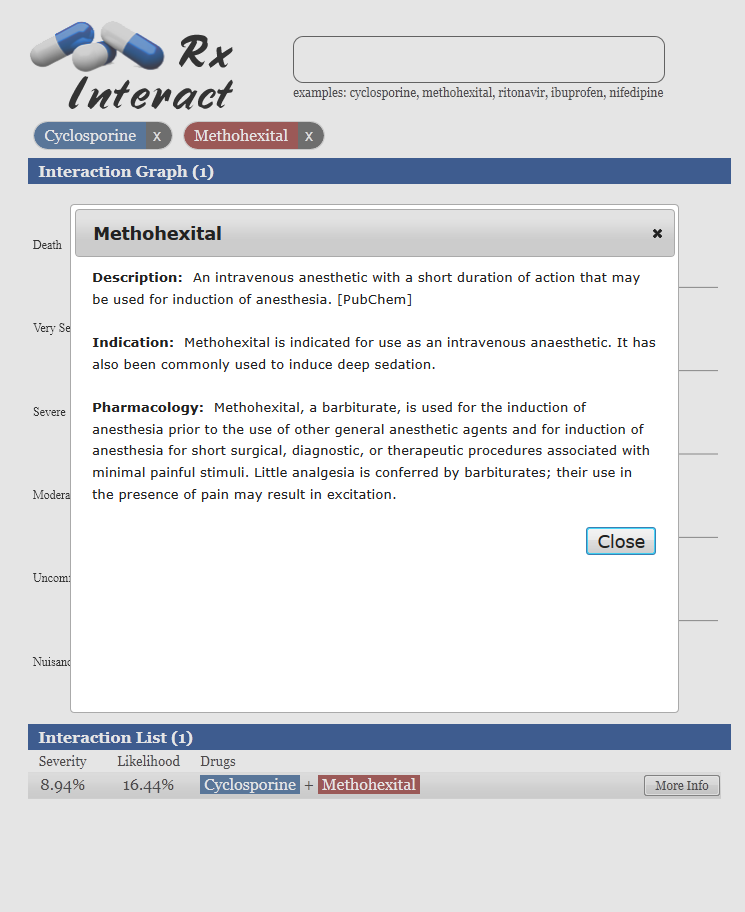 Rx
Interact
examples: cyclosporine, methohexital, ritonavir, ibuprofen, nifedipine
Cyclosporine x Methohexital x
Interaction Graph (1)
Methohexital ×
Death
Description: An intravenous anesthetic with a short duration of action that may
be used for induction of anesthesia. [PubChem]
Very Se
Indication: Methohexital is indicated for use as an intravenous anaesthetic. It has
also been commonly used to induce deep sedation.
Severe
Pharmacology: Methohexital, a barbiturate, is used for the induction of
anesthesia prior to the use of other general anesthetic agents and for induction of
anesthesia for short surgical, diagnostic, or therapeutic procedures associated with
minimal painful stimuli. Little analgesia is conferred by barbiturates; their use in
the presence of pain may result in excitation.
Modera
Close
Uncom
Nuisanc
Interaction List (1)
Severity Likelihood Drugs
8.94% 16.44% Cyclosporine + Methohexital More Info